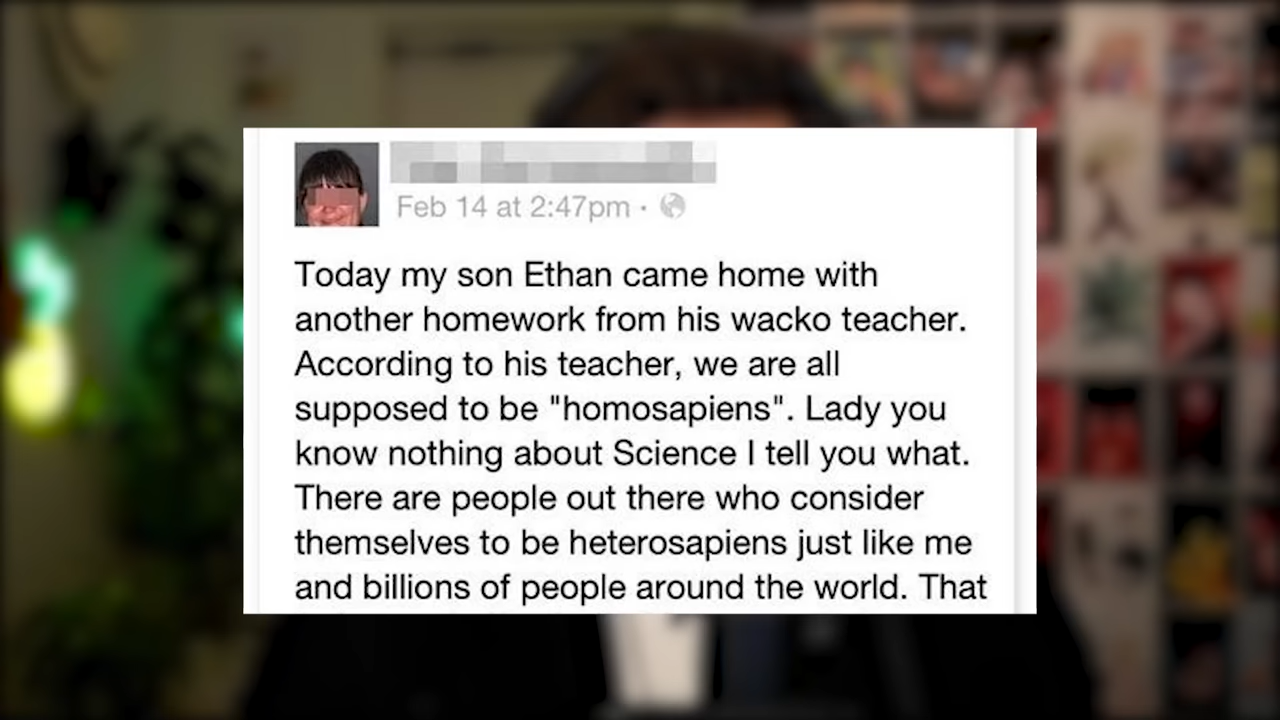 Feb 14 at 2:47pm ·
Today my son Ethan came home with
another homework from his wacko teacher.
According to his teacher, we are all
supposed to be "homosapiens". Lady you
know nothing about Science I tell you what.
There are people out there who consider
themselves to be heterosapiens just like me
and billions of people around the world. That